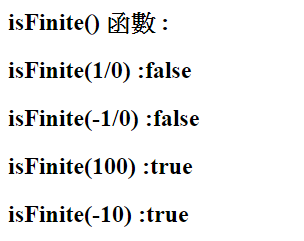 isFinite() 函數 :
isFinite(1/0) :false
isFinite(-1/0) :false
isFinite(100) :true
isFinite(-10) :true